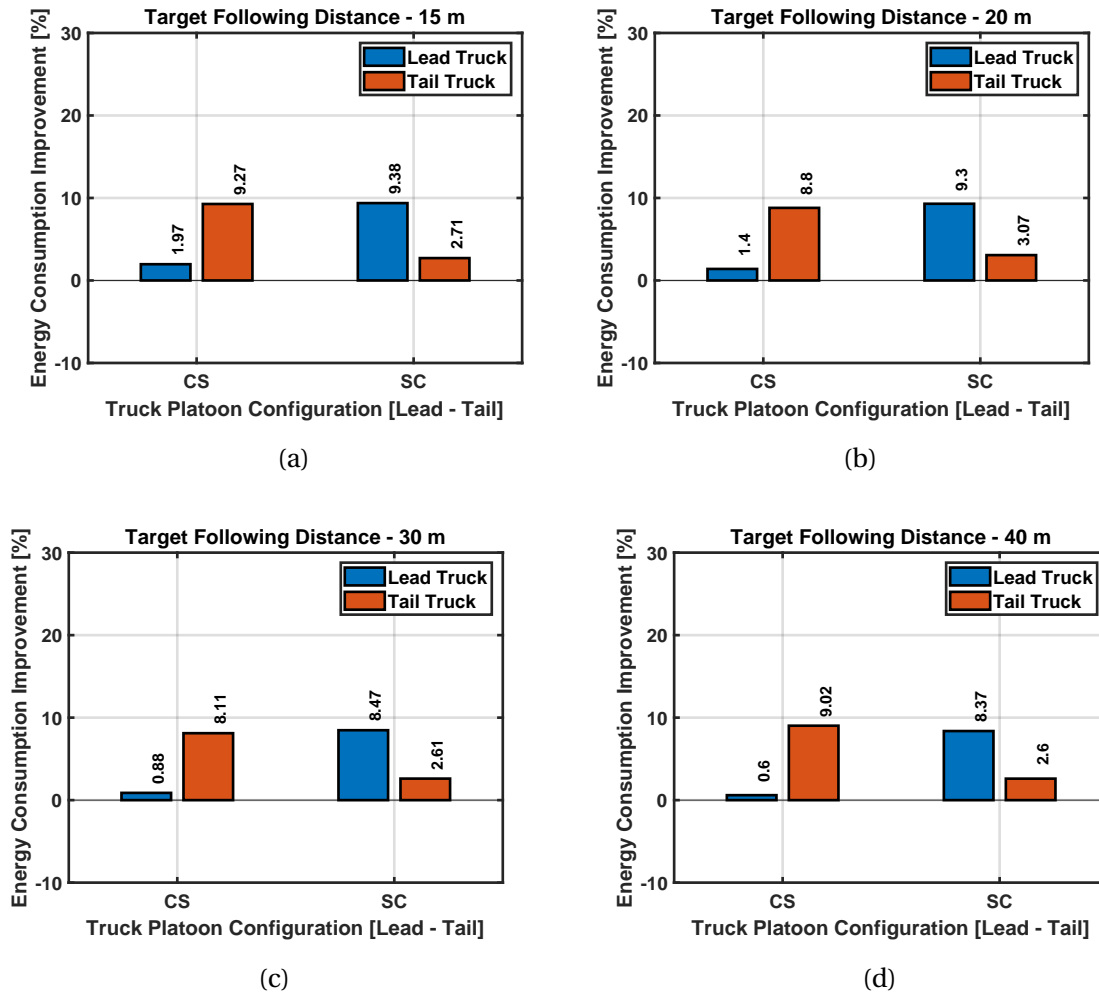 Target Following Distance - 15 m
Energy Consumption Improvement [%]
30
20
10
0
-10
Lead Truck
Tail Truck
1.97
9.27
9.38
2.71
CS
SC
Truck Platoon Configuration [Lead - Tail]
(a)
Target Following Distance - 20 m
Energy Consumption Improvement [%]
30
20
10
0
-10
Lead Truck
Tail Truck
1.4
8.8
9.3
3.07
CS
SC
Truck Platoon Configuration [Lead - Tail]
(b)
Target Following Distance - 30 m
Energy Consumption Improvement [%]
30
20
10
0
-10
Lead Truck
Tail Truck
0.88
8.11
8.47
2.61
CS
SC
Truck Platoon Configuration [Lead - Tail]
(c)
Target Following Distance - 40 m
Energy Consumption Improvement [%]
30
20
10
0
-10
Lead Truck
Tail Truck
0.6
9.02
8.37
2.6
CS
SC
Truck Platoon Configuration [Lead - Tail]
(d)